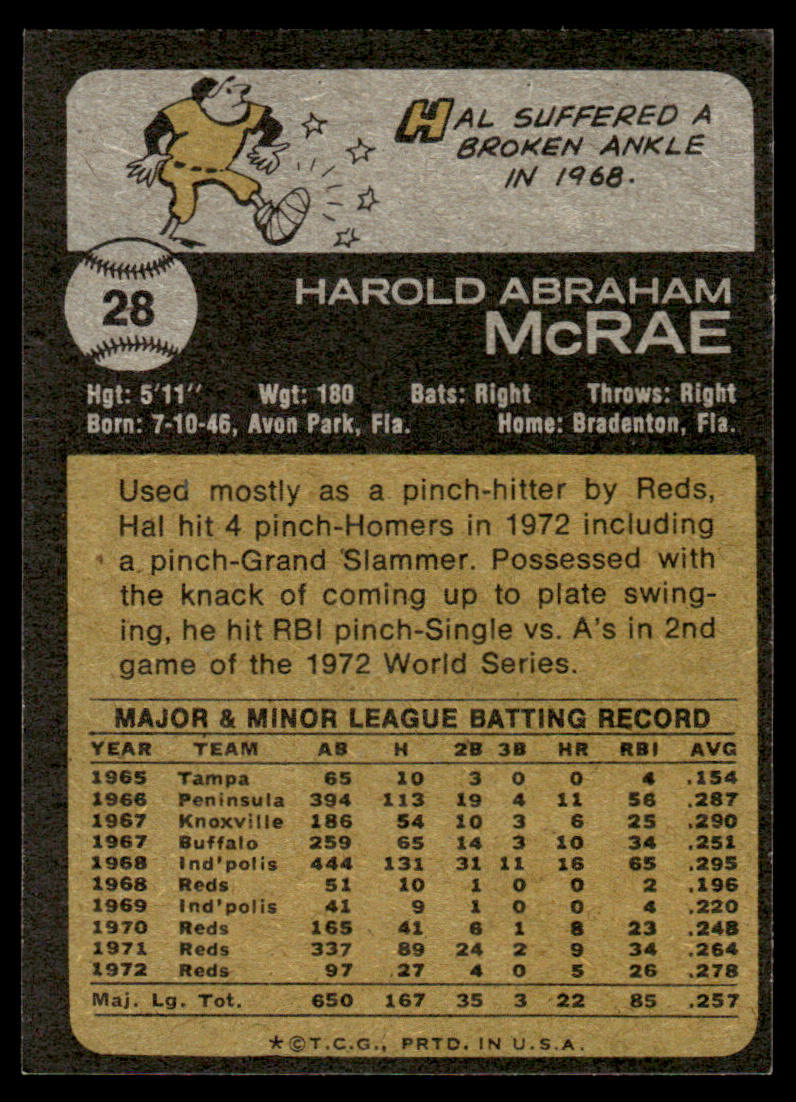 HAL SUFFERED A
BROKEN ANKLE
IN 1968.
28
HAROLD ABRAHAM
McRAE
Hgt: 5'11" Wgt: 180 Bats: Right Throws: Right
Born: 7-10-46, Avon Park, Fla. Home: Bradenton, Fla.
Used mostly as a pinch-hitter by Reds,
Hal hit 4 pinch-Homers in 1972 including
a pinch-Grand Slammer. Possessed with
the knack of coming up to plate swing-
ing, he hit RBI pinch-Single vs. A's in 2nd
game of the 1972 World Series.
MAJOR & MINOR LEAGUE BATTING RECORD
YEAR TEAM AB H 2B 3B HR RBI AVG
1965 Tampa 65 10 3 0 0 4 .154
1966 Peninsula 394 113 19 4 11 56 .287
1967 Knoxville 186 54 10 3 6 25 .290
1967 Buffalo 259 65 14 3 10 34 .251
1968 Ind'polis 444 131 31 11 16 65 .295
1968 Reds 51 10 1 0 0 2 .196
1969 Ind'polis 41 9 1 0 0 4 .220
1970 Reds 165 41 6 1 8 23 .248
1971 Reds 337 89 24 2 9 34 .264
1972 Reds 97 27 4 0 5 26 .278
Maj. Lg. Tot. 650 167 35 3 22 85 .257
*©T.C.G., PRTD. IN U.S.A.